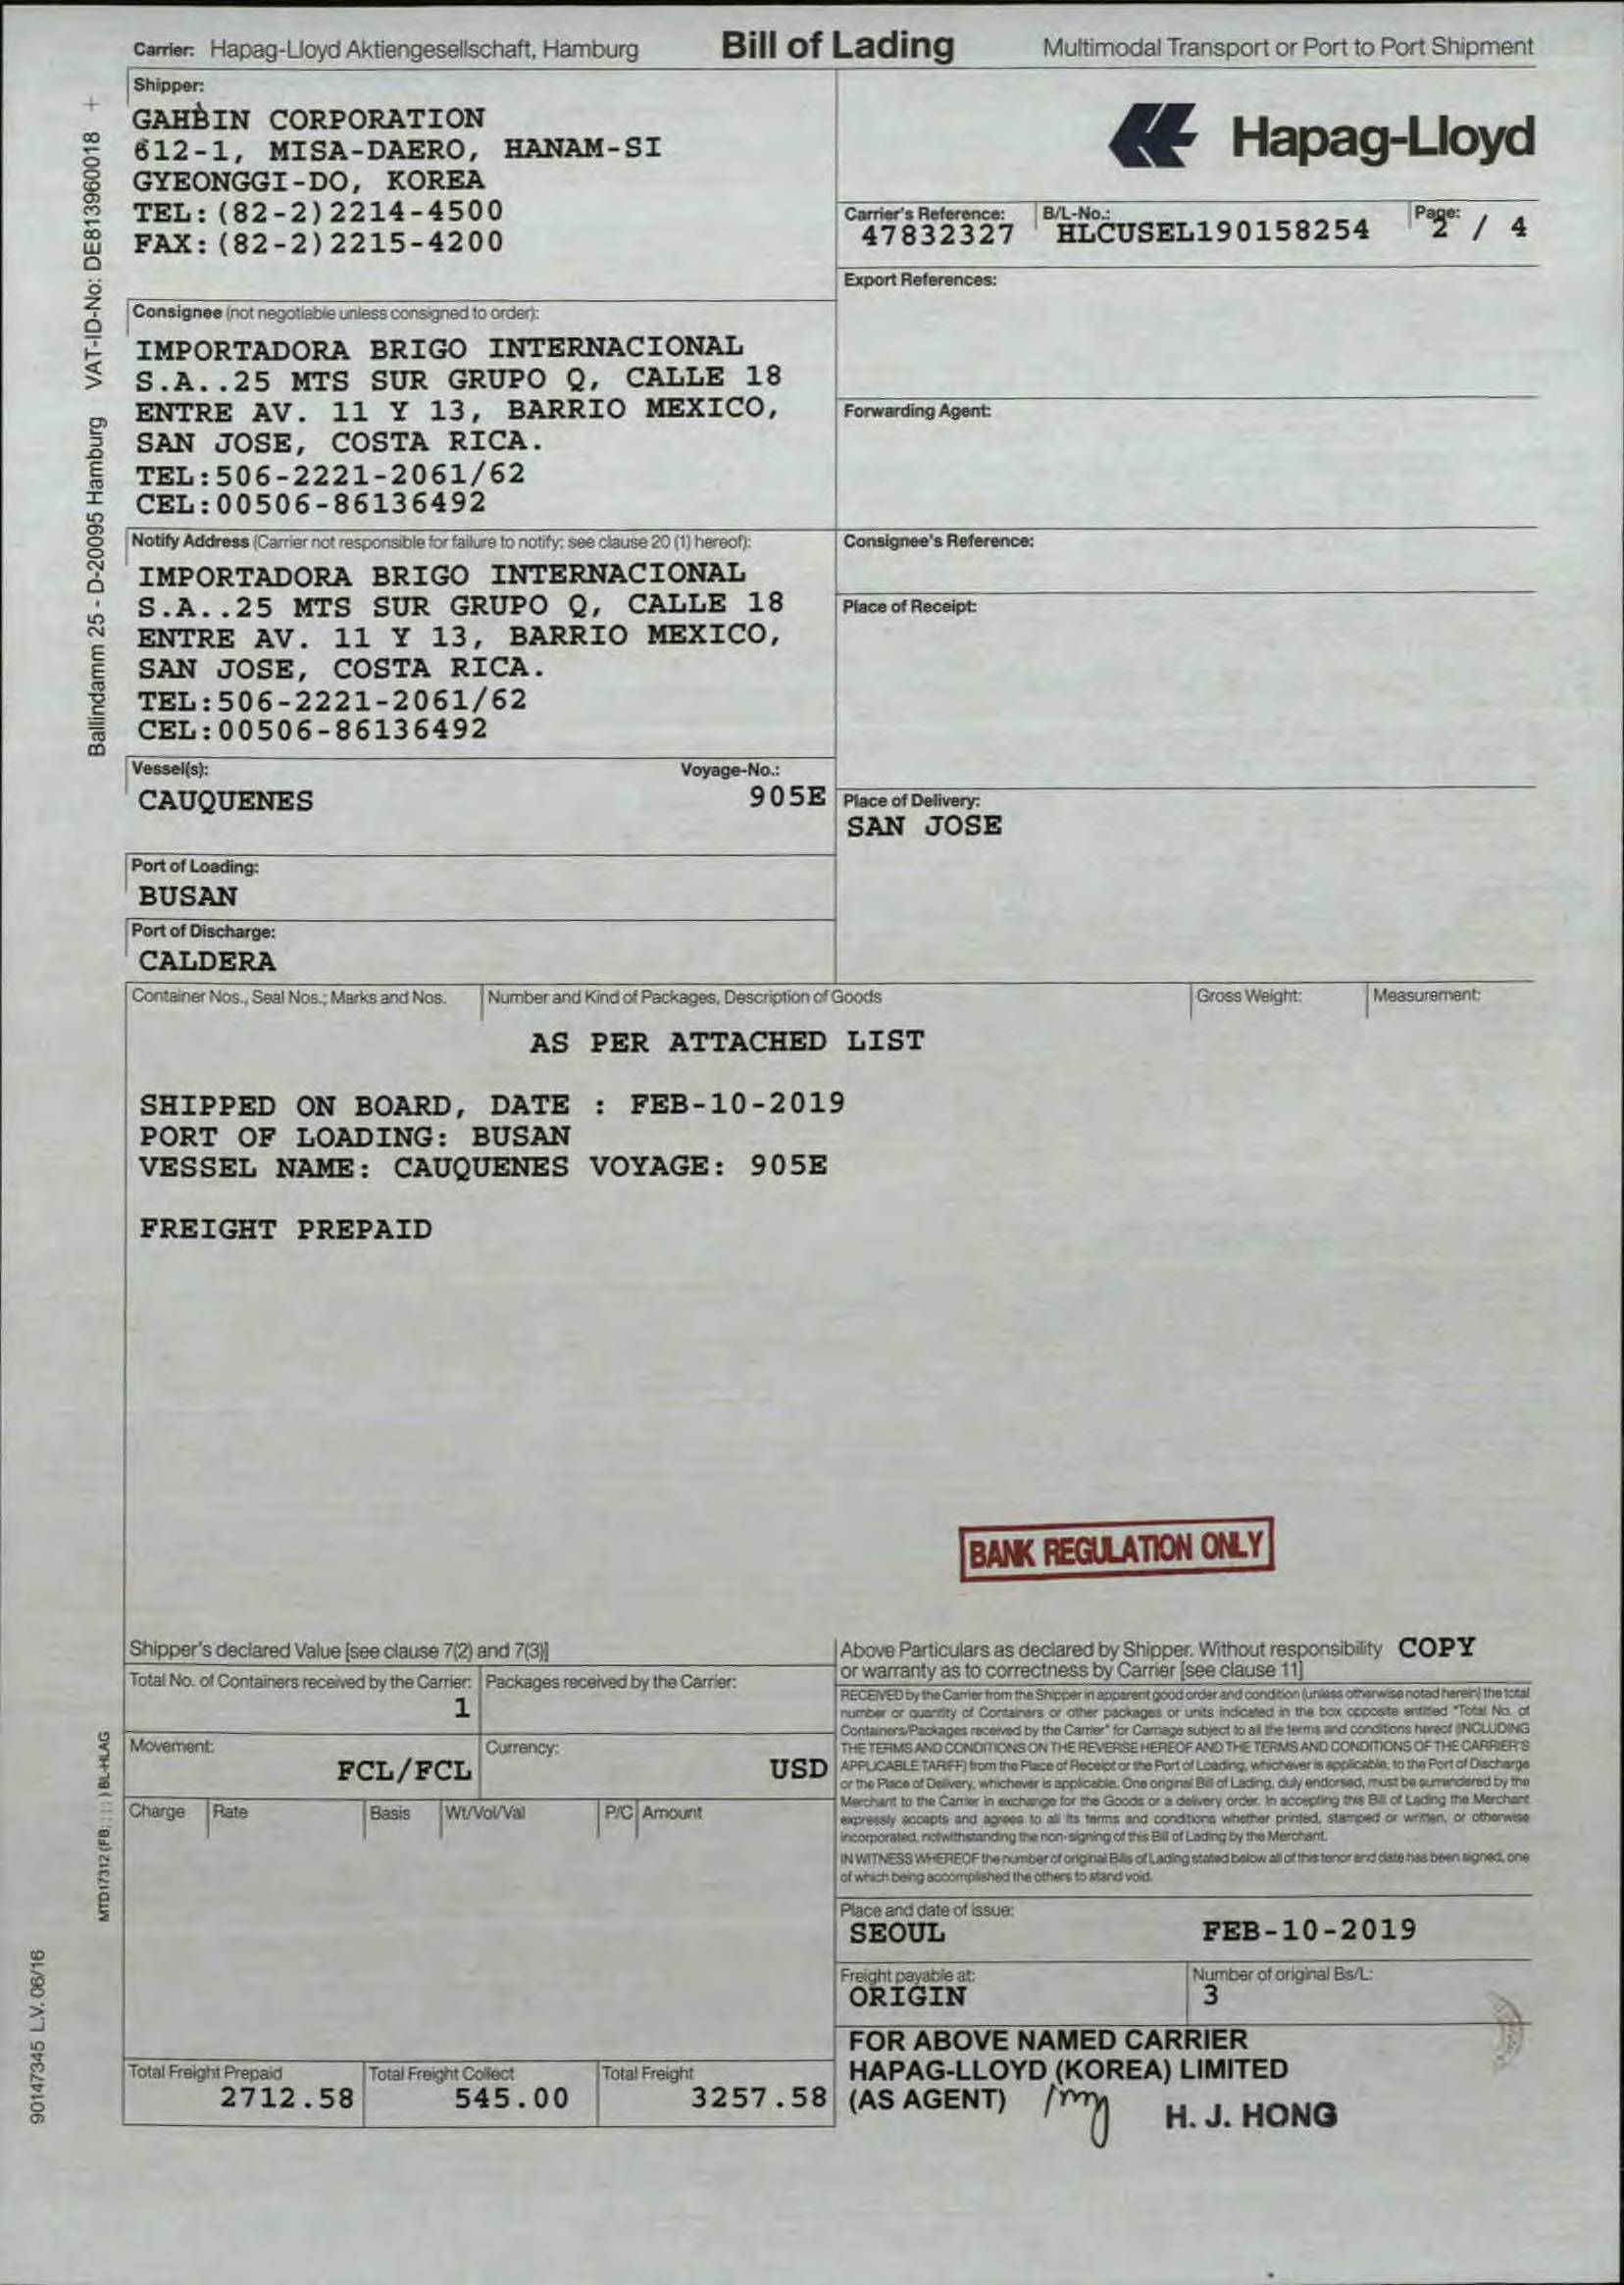 Carrier: Hapag-Lloyd Aktiengesellschaft, Hamburg
Bill of Lading
Multimodal Transport or Port to Port Shipment
Shipper:
GAHBIN CORPORATION
612-1, MISA-DAERO, HANAM-SI
GYEONGGI-DO, KOREA
TEL:(82-2)2214-4500
FAX:(82-2)2215-4200
Hapag-Lloyd
Carrier's Reference:
47832327
B/L-No.:
HLCUSEL190158254
Page:
2 / 4
Export References:
VAT-ID-No: DE813960018 +
Ballindamm 25 - D-20095 Hamburg
Consignee (not negotiable unless consigned to order):
IMPORTADORA BRIGO INTERNACIONAL
S.A..25 MTS SUR GRUPO Q, CALLE 18
ENTRE AV. 11 Y 13, BARRIO MEXICO,
SAN JOSE, COSTA RICA.
TEL:506-2221-2061/62
CEL:00506-86136492
Forwarding Agent:
Notify Address (Carrier not responsible for failure to notify; see clause 20 (1) hereof):
IMPORTADORA BRIGO INTERNACIONAL
S.A..25 MTS SUR GRUPO Q, CALLE 18
ENTRE AV. 11 Y 13, BARRIO MEXICO,
SAN JOSE, COSTA RICA.
TEL:506-2221-2061/62
CEL:00506-86136492
Consignee's Reference:
Place of Receipt:
Vessel(s):
CAUQUENES
Voyage-No.:
905E
Place of Delivery:
SAN JOSE
Port of Loading:
BUSAN
Port of Discharge:
CALDERA
Container Nos., Seal Nos.; Marks and Nos.
Number and Kind of Packages, Description of Goods
Gross Weight:
Measurement:
AS PER ATTACHED LIST
SHIPPED ON BOARD, DATE : FEB-10-2019
PORT OF LOADING: BUSAN
VESSEL NAME: CAUQUENES VOYAGE: 905E
FREIGHT PREPAID
BANK REGULATION ONLY
Shipper's declared Value [see clause 7(2) and 7(3)]
Total No. of Containers received by the Carrier:
1
Packages received by the Carrier:
Movement:
FCL/FCL
Currency:
USD
Charge
Rate
Basis
Wt/Vol/Val
P/C
Amount
Total Freight Prepaid
2712.58
Total Freight Collect
545.00
Total Freight
3257.58
Above Particulars as declared by Shipper. Without responsibility COPY
or warranty as to correctness by Carrier [see clause 11]
RECEIVED by the Carrier from the Shipper in apparent good order and condition (unless otherwise noted herein) the total
number or quantity of Containers or other packages or units indicated in the box opposite entitled "Total No. of
Containers/Packages received by the Carrier" for Carriage subject to all the terms and conditions hereof (INCLUDING
THE TERMS AND CONDITIONS ON THE REVERSE HEREOF AND THE TERMS AND CONDITIONS OF THE CARRIER'S
APPLICABLE TARIFF) from the Place of Receipt or the Port of Loading, whichever is applicable, to the Port of Discharge
or the Place of Delivery, whichever is applicable. One original Bill of Lading, duly endorsed, must be surrendered by the
Merchant to the Carrier in exchange for the Goods or a delivery order. In accepting this Bill of Lading the Merchant
expressly accepts and agrees to all its terms and conditions whether printed, stamped or written, or otherwise
incorporated, notwithstanding the non-signing of this Bill of Lading by the Merchant.
IN WITNESS WHEREOF the number of original Bills of Lading stated below all of this tenor and date has been signed, one
of which being accomplished the others to stand void.
Place and date of issue:
SEOUL
FEB-10-2019
Freight payable at:
ORIGIN
Number of original Bs/L:
3
FOR ABOVE NAMED CARRIER
HAPAG-LLOYD (KOREA) LIMITED
(AS AGENT)
H. J. HONG
MTD17312 (FB; ; ; ; ) BL-HLAG
90147345 L.V. 06/16